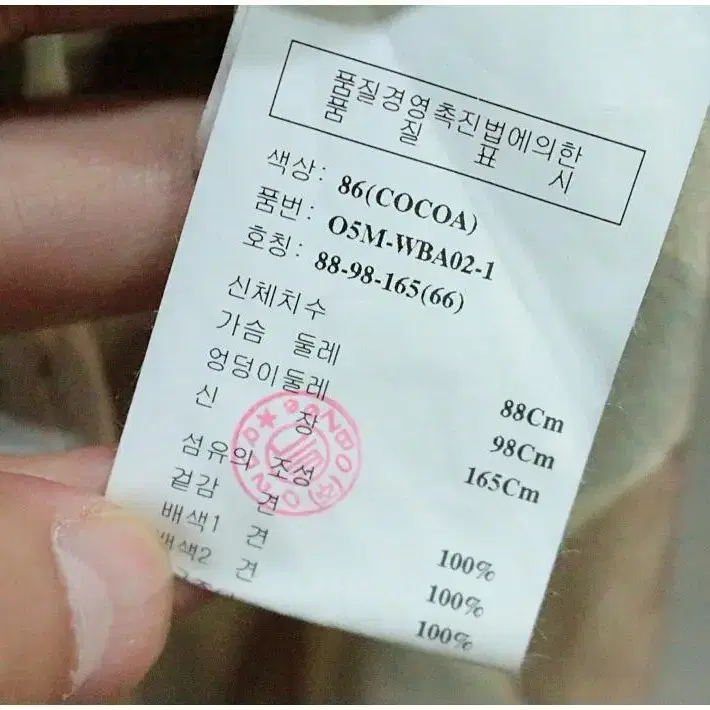 품질경영촉진법에의한
품 질 표 시
색상: 86(COCOA)
품번: O5M-WBA02-1
호칭: 88-98-165(66)
신체치수
가슴 둘레 88Cm
엉덩이둘레 98Cm
신 장 165Cm
섬유의 조성
겉감 견 100%
배색1 견 100%
배색2 견 100%